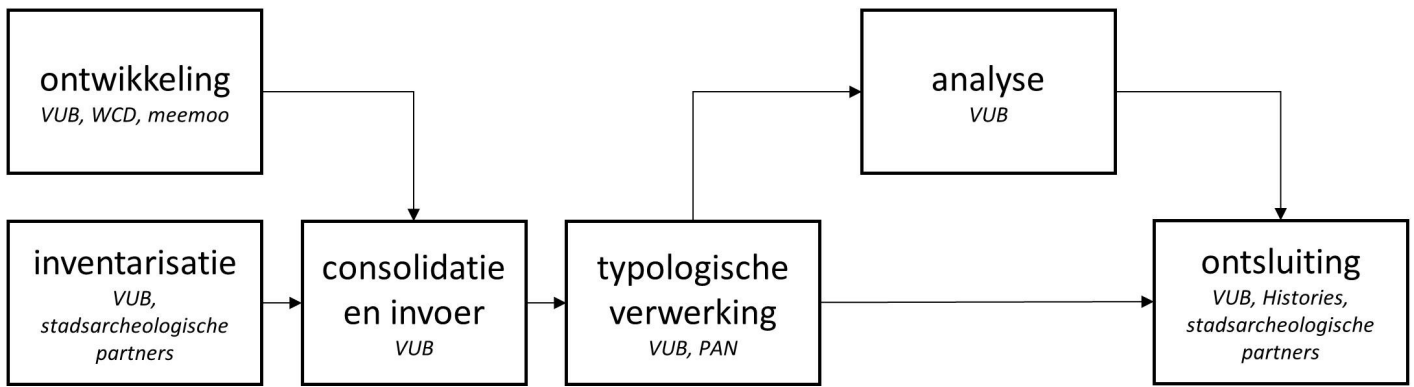 ontwikkeling
VUB, WCD, meemoo
analyse
VUB
inventarisatie
VUB,
stadsarcheologische
partners
consolidatie
en invoer
VUB
typologische
verwerking
VUB, PAN
ontsluiting
VUB, Histories,
stadsarcheologische
partners